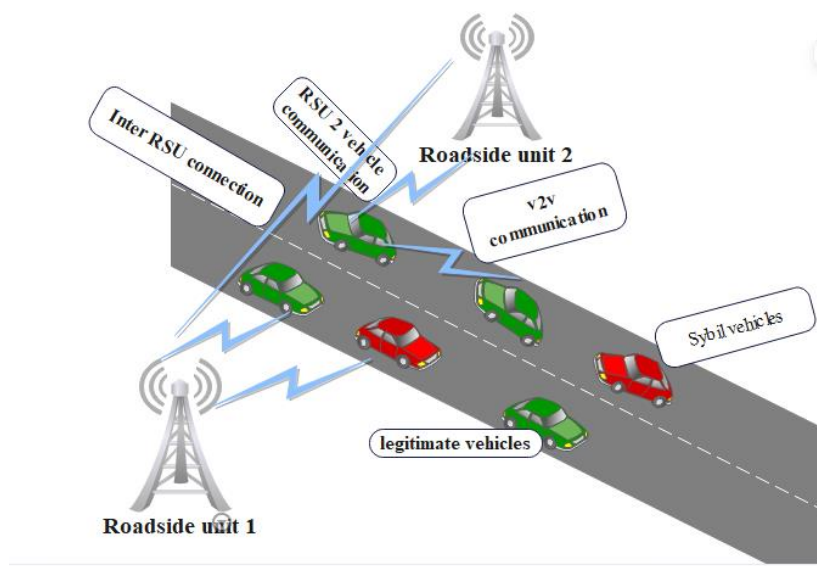 Inter RSU connection
RSU 2 vehicle
communication
Roadside unit 2
v2v
communication
Sybil vehicles
legitimate vehicles
Roadside unit 1